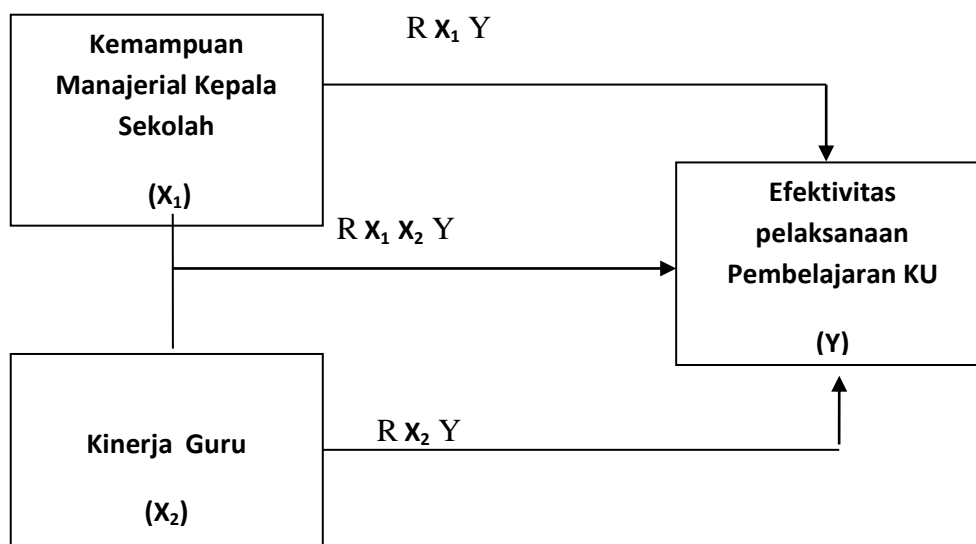 R X₁ Y
Kemampuan
Manajerial Kepala
Sekolah
(X₁)
R X₁ X₂ Y
Efektivitas
pelaksanaan
Pembelajaran KU
(Y)
Kinerja Guru
(X₂)
R X₂ Y